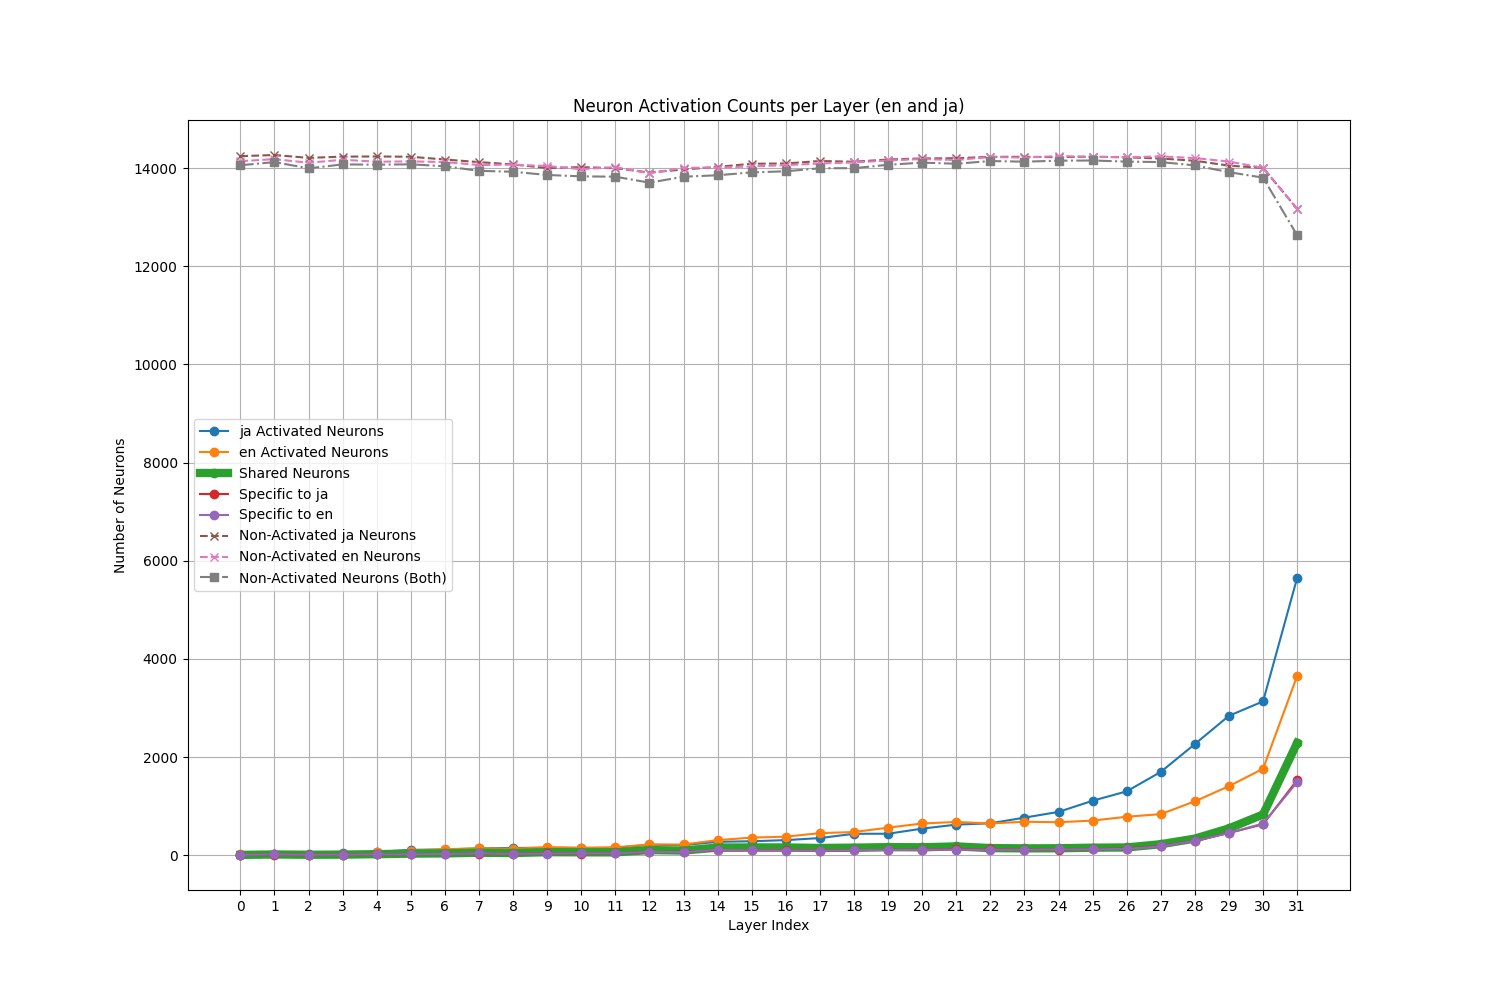 Neuron Activation Counts per Layer (en and ja)
14000
12000
10000
8000
6000
4000
2000
0
Number of Neurons
ja Activated Neurons
en Activated Neurons
Shared Neurons
Specific to ja
Specific to en
Non-Activated ja Neurons
Non-Activated en Neurons
Non-Activated Neurons (Both)
0 1 2 3 4 5 6 7 8 9 10 11 12 13 14 15 16 17 18 19 20 21 22 23 24 25 26 27 28 29 30 31
Layer Index